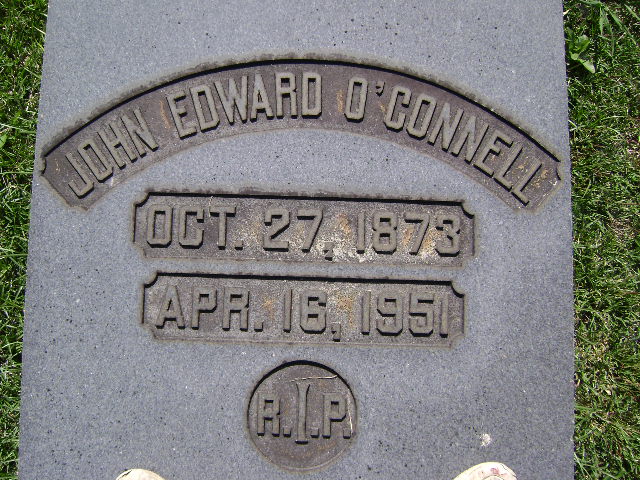 JOHN EDWARD O'CONNELL
OCT. 27, 1873
APR. 16, 1951
R.I.P.